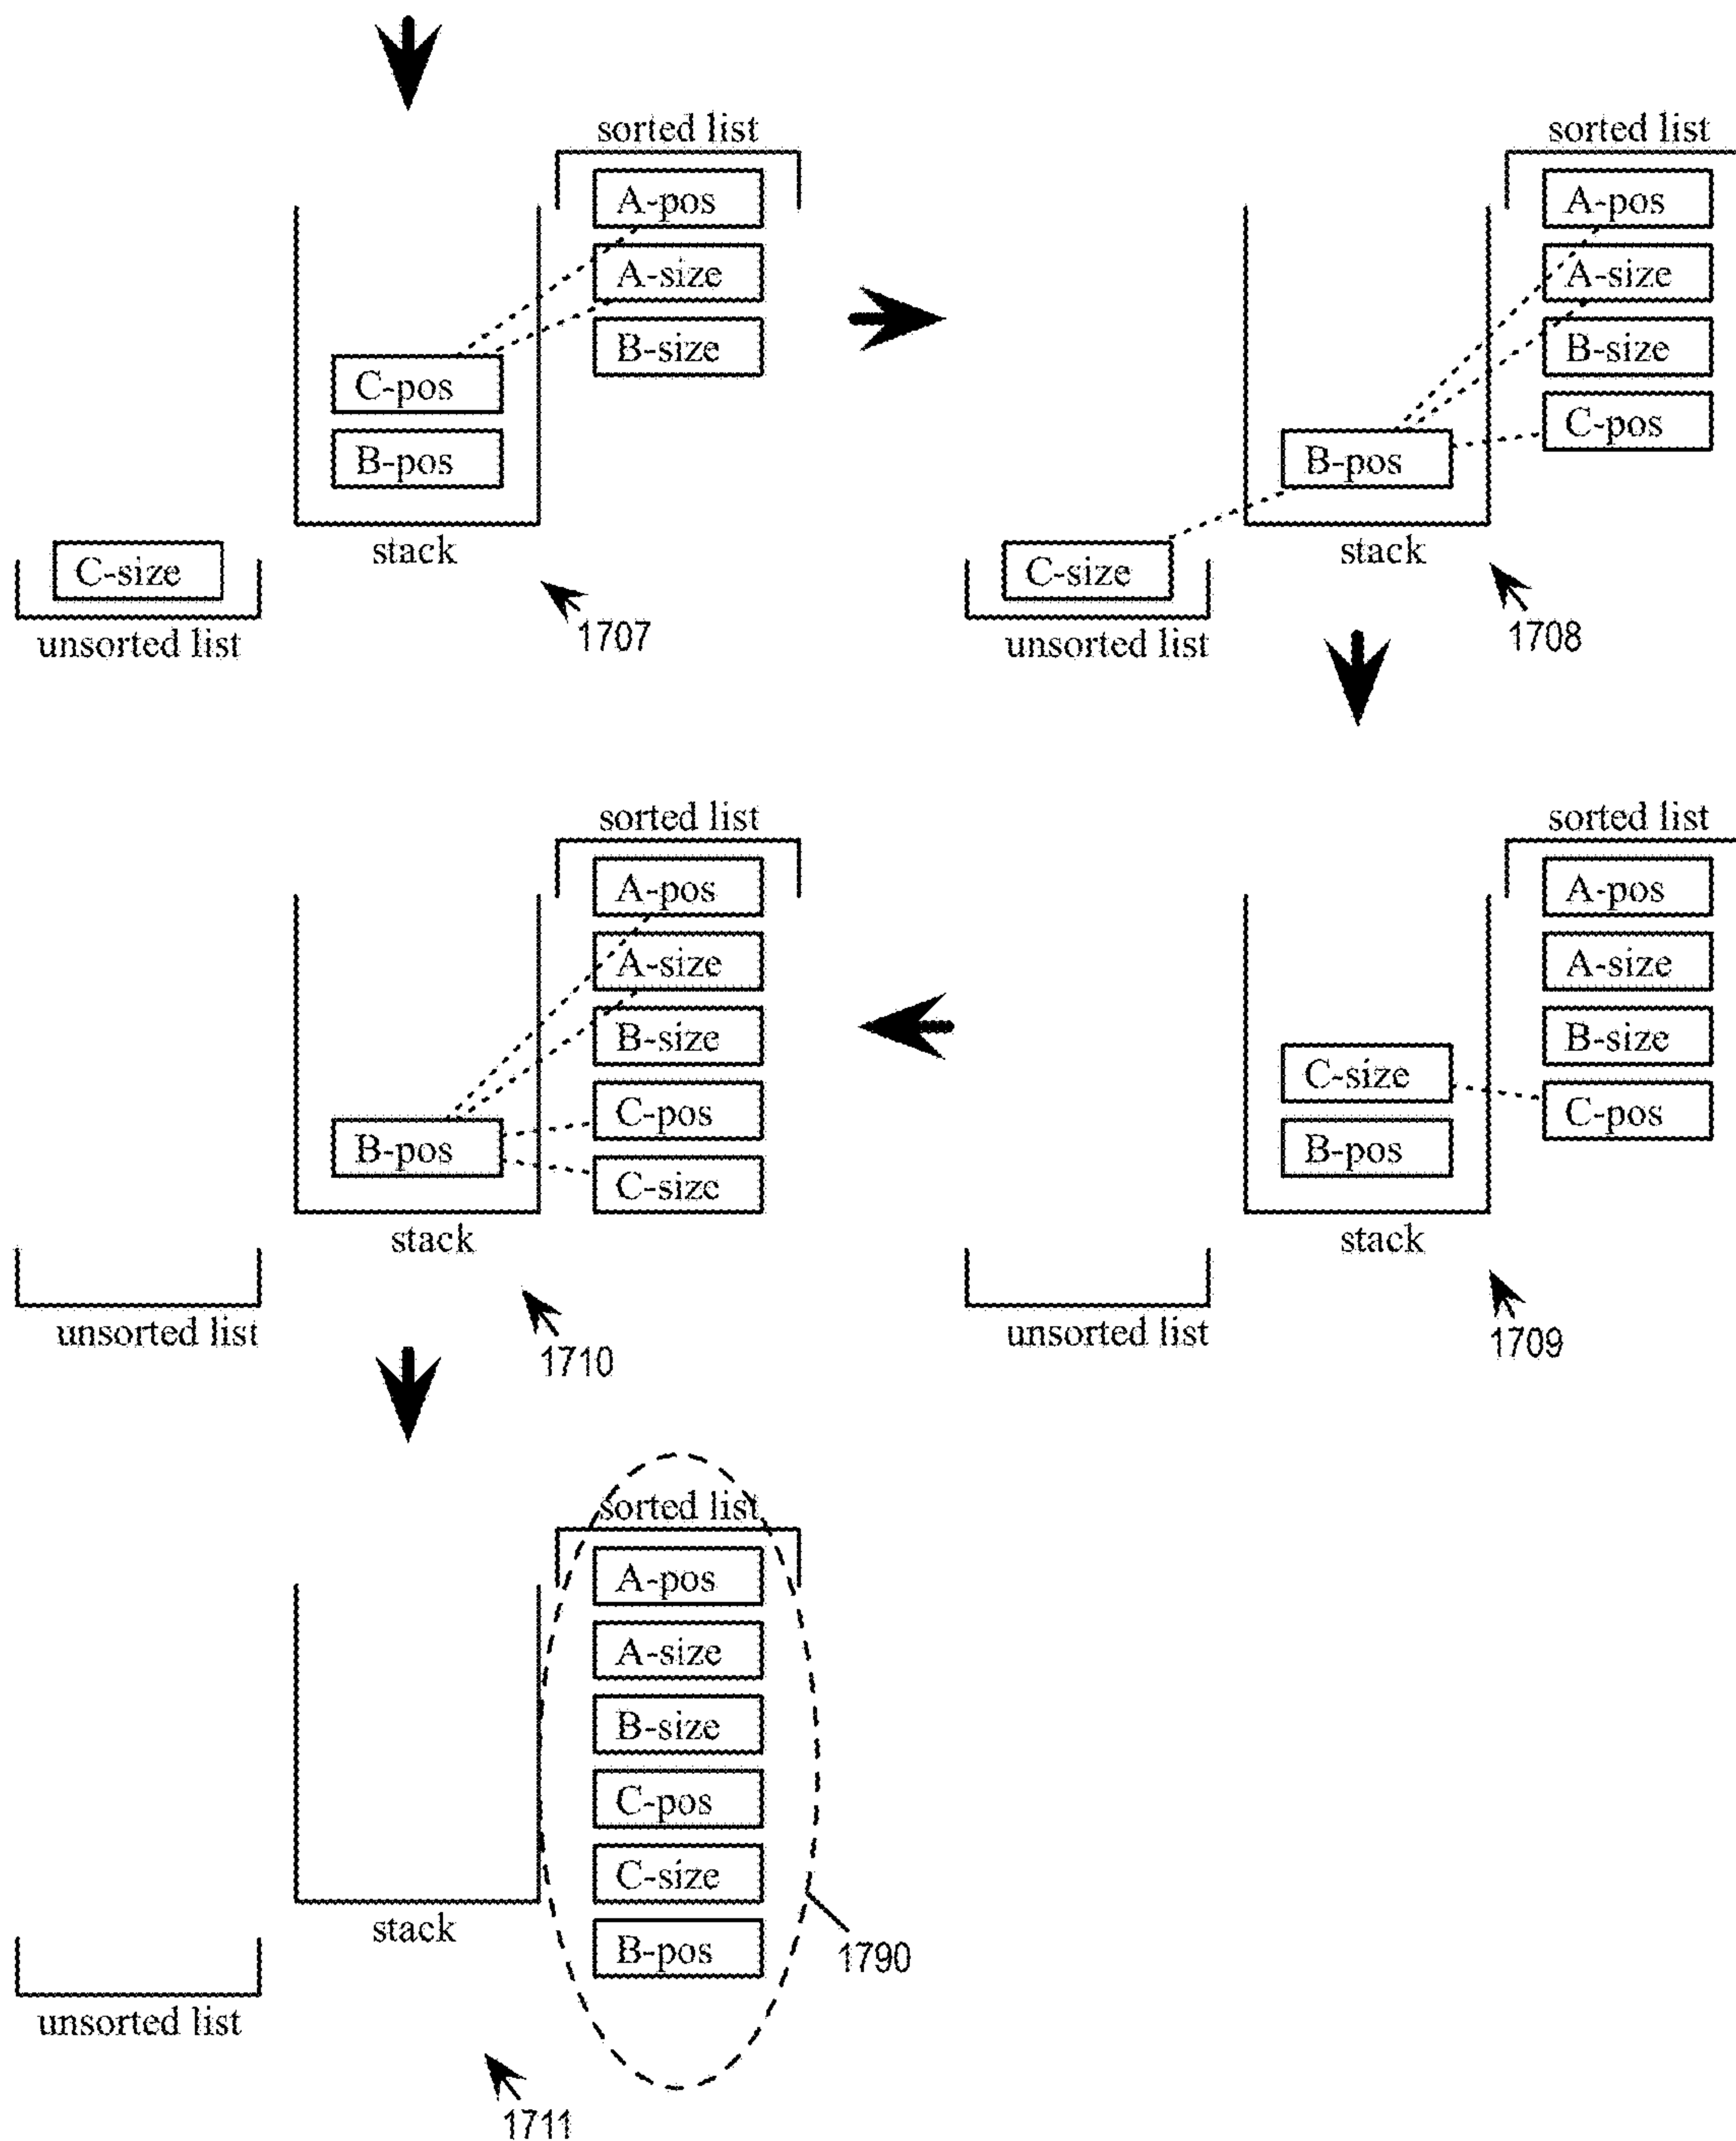 sorted list
A-pos
A-size
B-size
C-pos
B-pos
stack
C-size
unsorted list
1707
sorted list
A-pos
A-size
B-size
C-pos
B-pos
stack
C-size
unsorted list
1708
sorted list
A-pos
A-size
B-size
C-pos
C-size
B-pos
stack
unsorted list
1710
sorted list
A-pos
A-size
B-size
C-pos
C-size
B-pos
stack
unsorted list
1709
sorted list
A-pos
A-size
B-size
C-pos
C-size
B-pos
stack
unsorted list
1790
1711